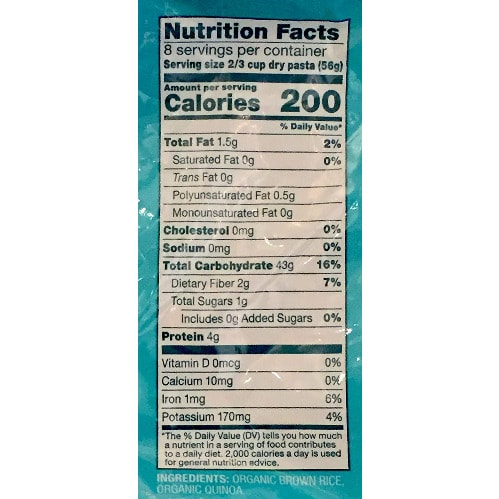 Nutrition Facts
8 servings per container
Serving size 2/3 cup dry pasta (56g)
Amount per serving
Calories 200
% Daily Value*
Total Fat 1.5g 2%
Saturated Fat 0g 0%
Trans Fat 0g
Polyunsaturated Fat 0.5g
Monounsaturated Fat 0g
Cholesterol 0mg 0%
Sodium 0mg 0%
Total Carbohydrate 43g 16%
Dietary Fiber 2g 7%
Total Sugars 1g
Includes 0g Added Sugars 0%
Protein 4g
Vitamin D 0mcg 0%
Calcium 10mg 0%
Iron 1mg 6%
Potassium 170mg 4%
*The % Daily Value (DV) tells you how much
a nutrient in a serving of food contributes
to a daily diet. 2,000 calories a day is used
for general nutrition advice.
INGREDIENTS: ORGANIC BROWN RICE,
ORGANIC QUINOA